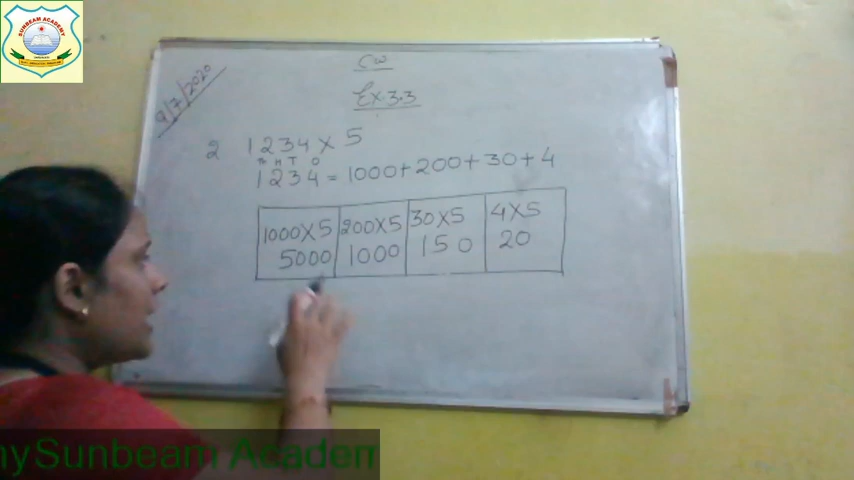 SUNBEAM ACADEMY
9/7/2020
CW
Ex.3.3
2 1234 x 5
Th H T O
1234 = 1000+200+30+4
1000X5 200X5 30X5 4X5
5000 1000 150 20
mySunbeam Academ